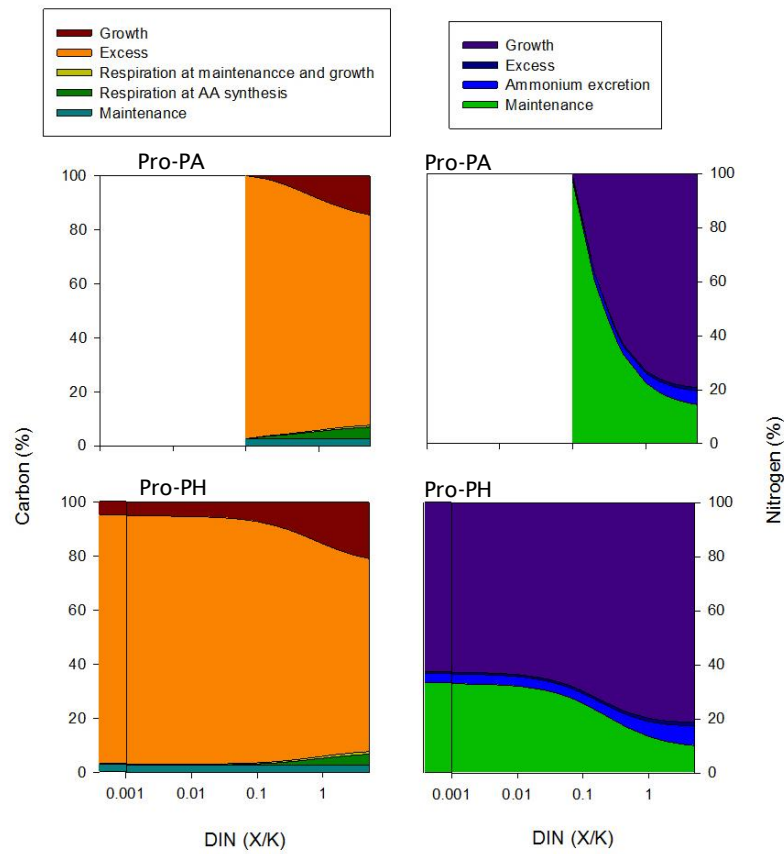 Growth
Excess
Respiration at maintenancce and growth
Respiration at AA synthesis
Maintenance
Growth
Excess
Ammonium excretion
Maintenance
Pro-PA
Pro-PA
100
80
60
40
20
0
100
80
60
40
20
0
Carbon (%)
Nitrogen (%)
Pro-PH
Pro-PH
100
80
60
40
20
0
100
80
60
40
20
0
0.001 0.01 0.1 1
0.001 0.01 0.1 1
DIN (X/K)
DIN (X/K)